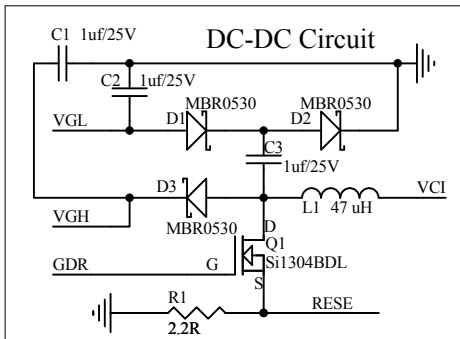 C1 1uf/25V DC-DC Circuit
C2 1uf/25V
MBR0530 MBR0530
VGL D1 D2
C3
1uf/25V
D3 VCI
VGH MBR0530 L1 47 uH
D
Q1
GDR G Si1304BDL
S
R1 RESE
2.2R